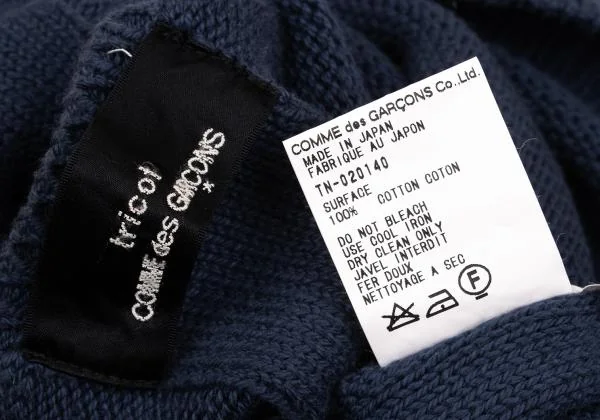 tricot
COMME des GARÇONS
*
COMME des GARÇONS Co.,Ltd.
MADE IN JAPAN
FABRIQUE AU JAPON
TN-020140
SURFACE
100% COTTON COTON
DO NOT BLEACH
USE COOL IRON
DRY CLEAN ONLY
JAVEL INTERDIT
FER DOUX
NETTOYAGE A SEC
F